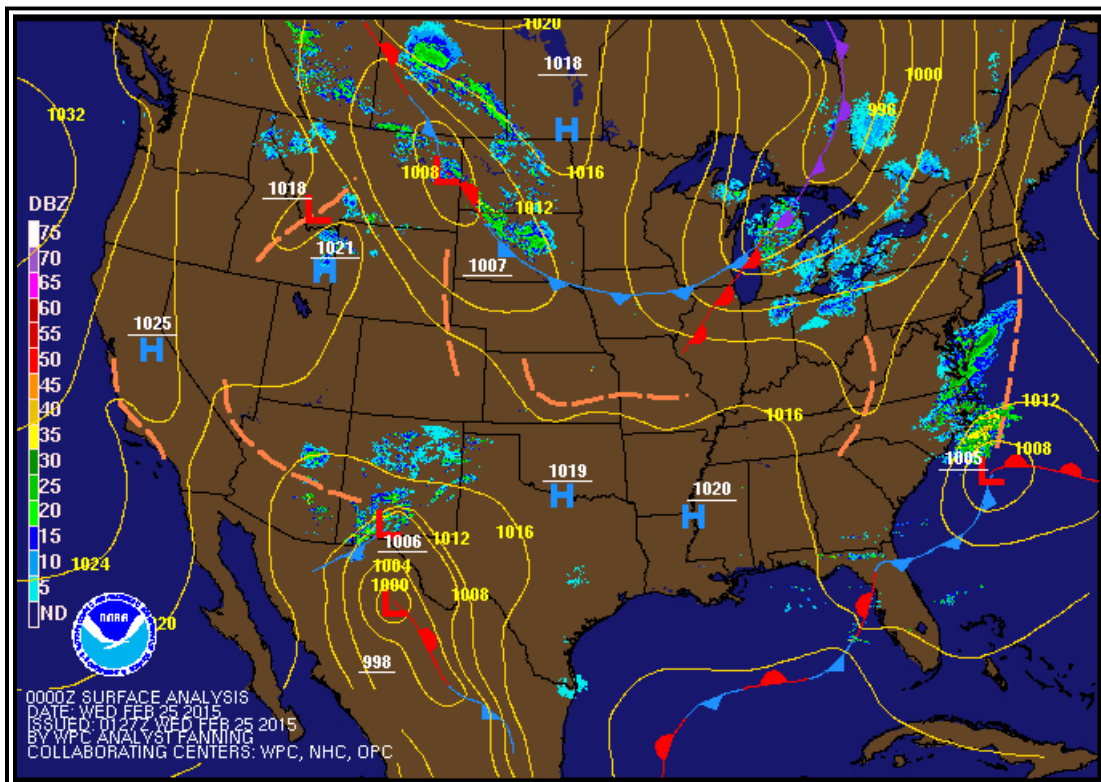 1020
1000
1018
H
996
1032
1008
L
1016
1018
L
DBZ
75
70
65
60
55
50
45
40
35
30
25
20
15
10
5
ND
1012
1021
H
1007
1025
H
1012
1016
1008
1005
L
1019
H
1020
H
L
1006
1012
1016
1024
1004
1000
L
1008
1020
NOAA
998
0000Z SURFACE ANALYSIS
DATE: WED FEB 25 2015
ISSUED: 0127Z WED FEB 25 2015
BY WPC ANALYST FANNING
COLLABORATING CENTERS: WPC, NHC, OPC